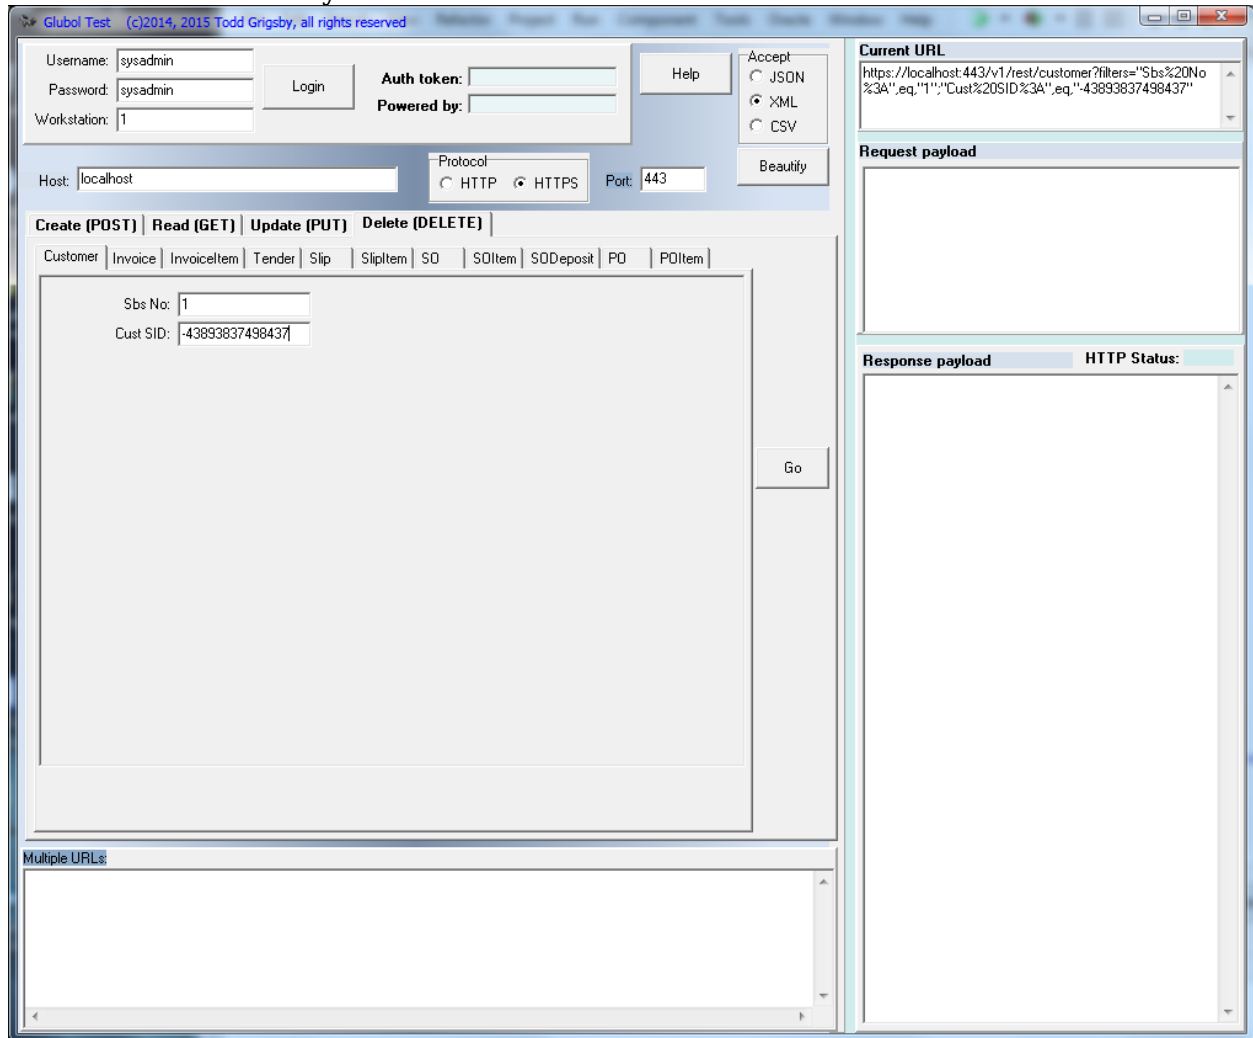 Glubol Test (c)2014, 2015 Todd Grigsby, all rights reserved
Username: sysadmin
Password: sysadmin
Workstation: 1
Login
Auth token:
Powered by:
Help
Accept
JSON
XML
CSV
Beautify
Host: localhost
Protocol
HTTP HTTPS
Port: 443
Create (POST) Read (GET) Update (PUT) Delete (DELETE)
Customer Invoice InvoiceItem Tender Slip SlipItem SO SOItem SODeposit PO POItem
Sbs No: 1
Cust SID: -43893837498437
Go
Multiple URLs:
Current URL
https://localhost:443/v1/rest/customer?filters="Sbs%20No
%3A",eq,"1";"Cust%20SID%3A",eq,"-43893837498437"
Request payload
Response payload HTTP Status: